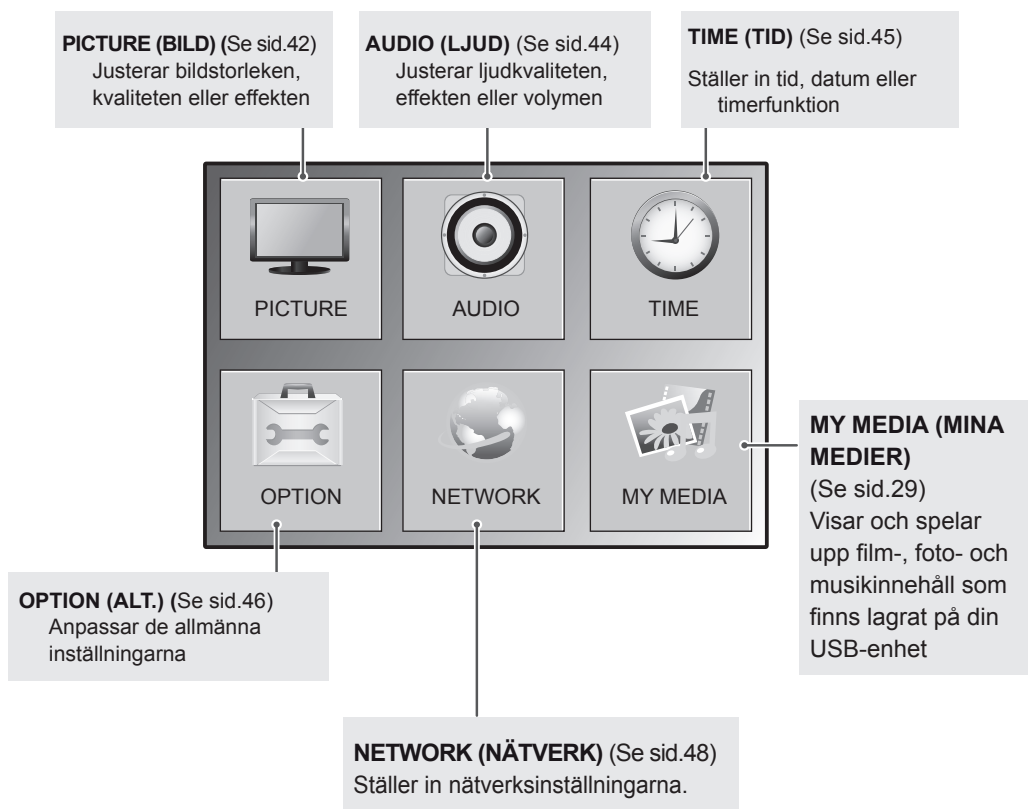 PICTURE (BILD) (Se sid.42)
Justerar bildstorleken,
kvaliteten eller effekten
AUDIO (LJUD) (Se sid.44)
Justerar ljudkvaliteten,
effekten eller volymen
TIME (TID) (Se sid.45)
Ställer in tid, datum eller
timerfunktion
PICTURE
AUDIO
TIME
OPTION
NETWORK
MY MEDIA
MY MEDIA (MINA
MEDIER)
(Se sid.29)
Visar och spelar
upp film-, foto- och
musikinnehåll som
finns lagrat på din
USB-enhet
OPTION (ALT.) (Se sid.46)
Anpassar de allmänna
inställningarna
NETWORK (NÄTVERK) (Se sid.48)
Ställer in nätverksinställningarna.